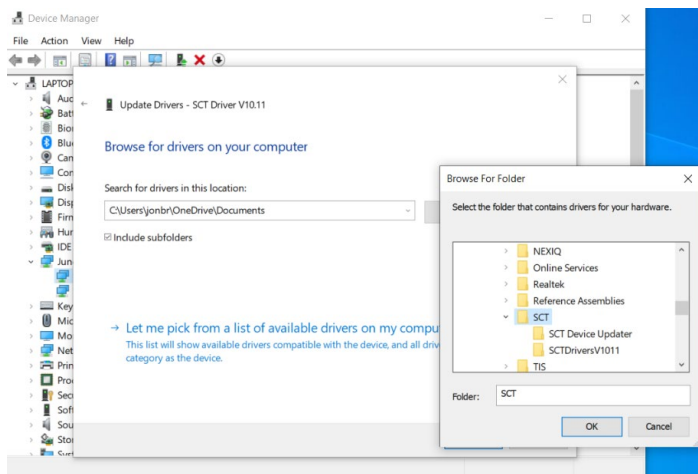 Device Manager
File Action View Help
LAPTOP
Aud
Batt
Bior
Blu
Can
Con
Disk
Disp
Firn
Hur
IDE
Jun
Key
Mic
Mo
Net
Prin
Pro
Secu
Soft
Sou
Stor
Syst
Update Drivers - SCT Driver V10.11
Browse for drivers on your computer
Search for drivers in this location:
C:\Users\jonbr\OneDrive\Documents
Include subfolders
Let me pick from a list of available drivers on my compu
This list will show available drivers compatible with the device, and all driv
category as the device.
Browse For Folder
Select the folder that contains drivers for your hardware.
NEXIQ
Online Services
Realtek
Reference Assemblies
SCT
SCT Device Updater
SCTDriversV1011
TIS
Folder: SCT
OK Cancel